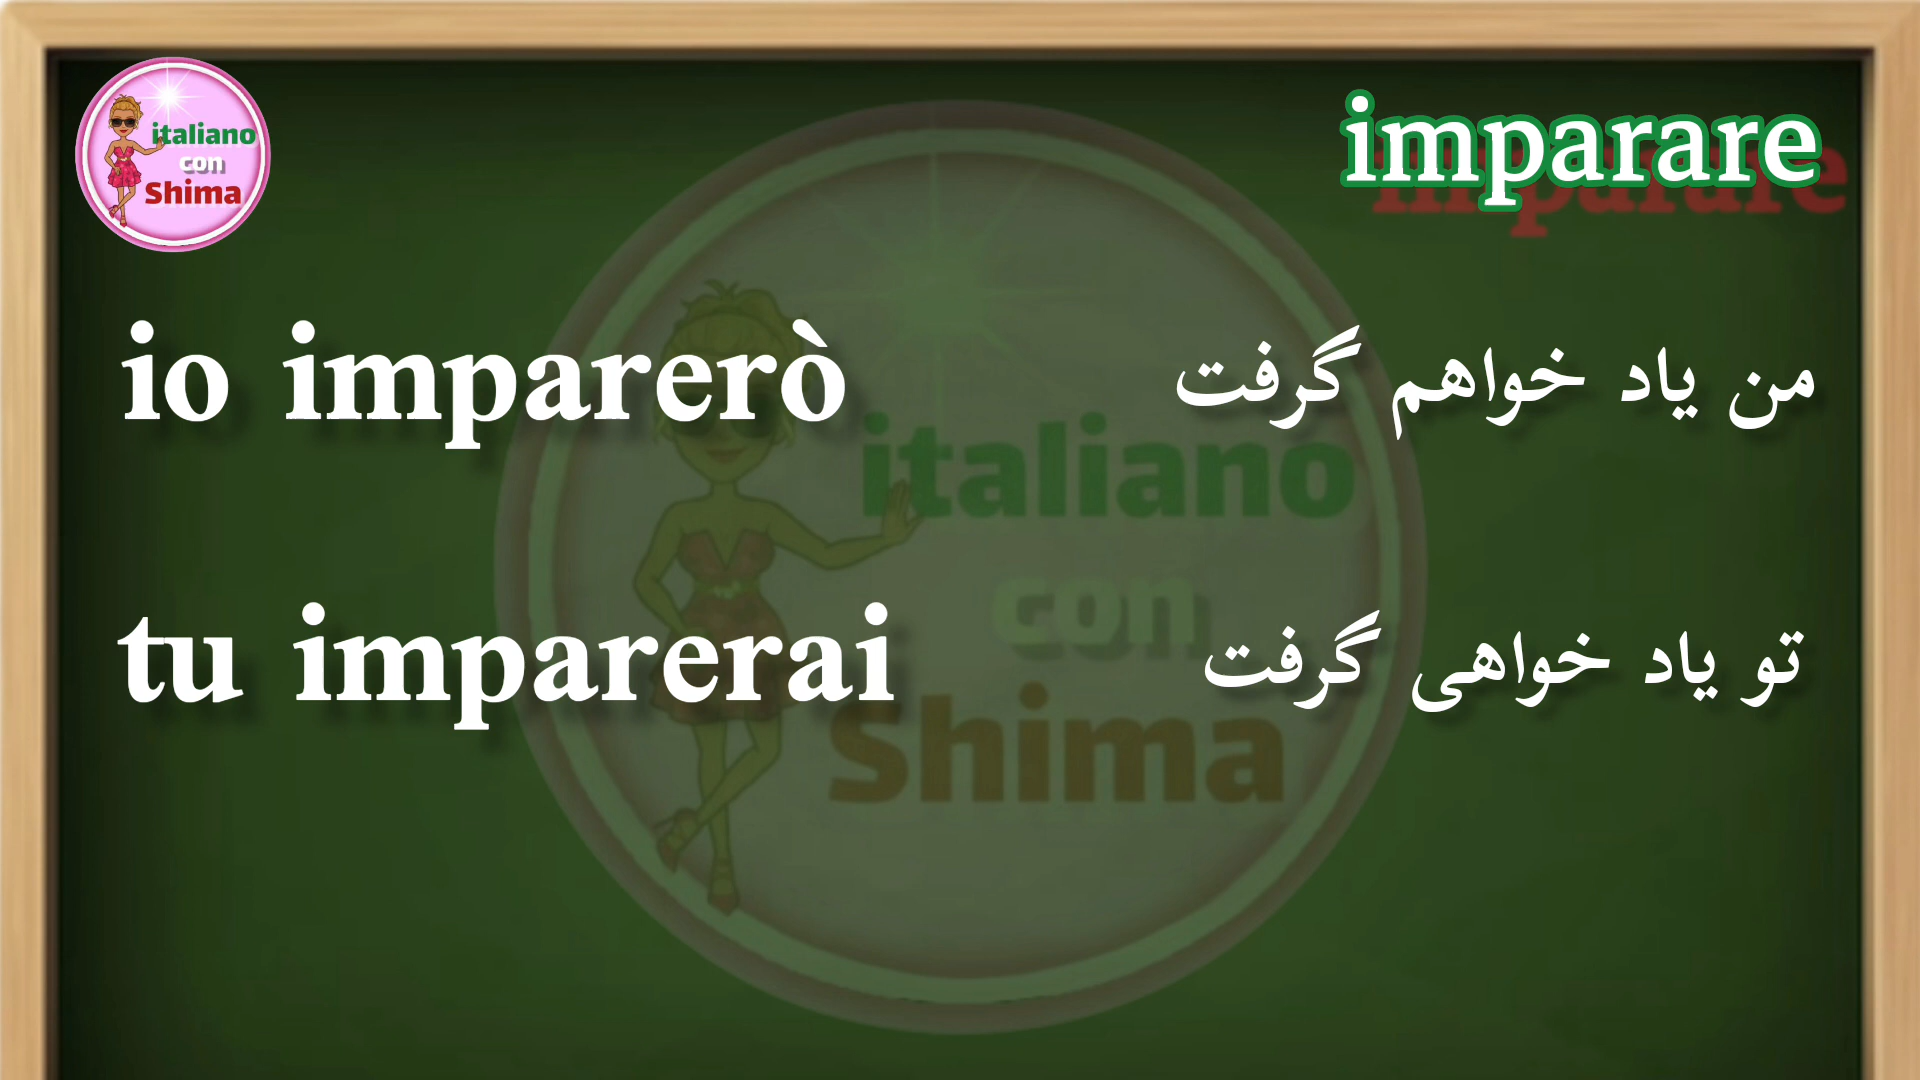 italiano
con
Shima
imparare
io imparerò
من یاد خواهم گرفت
tu imparerai
تو یاد خواهی گرفت
italiano
con
Shima